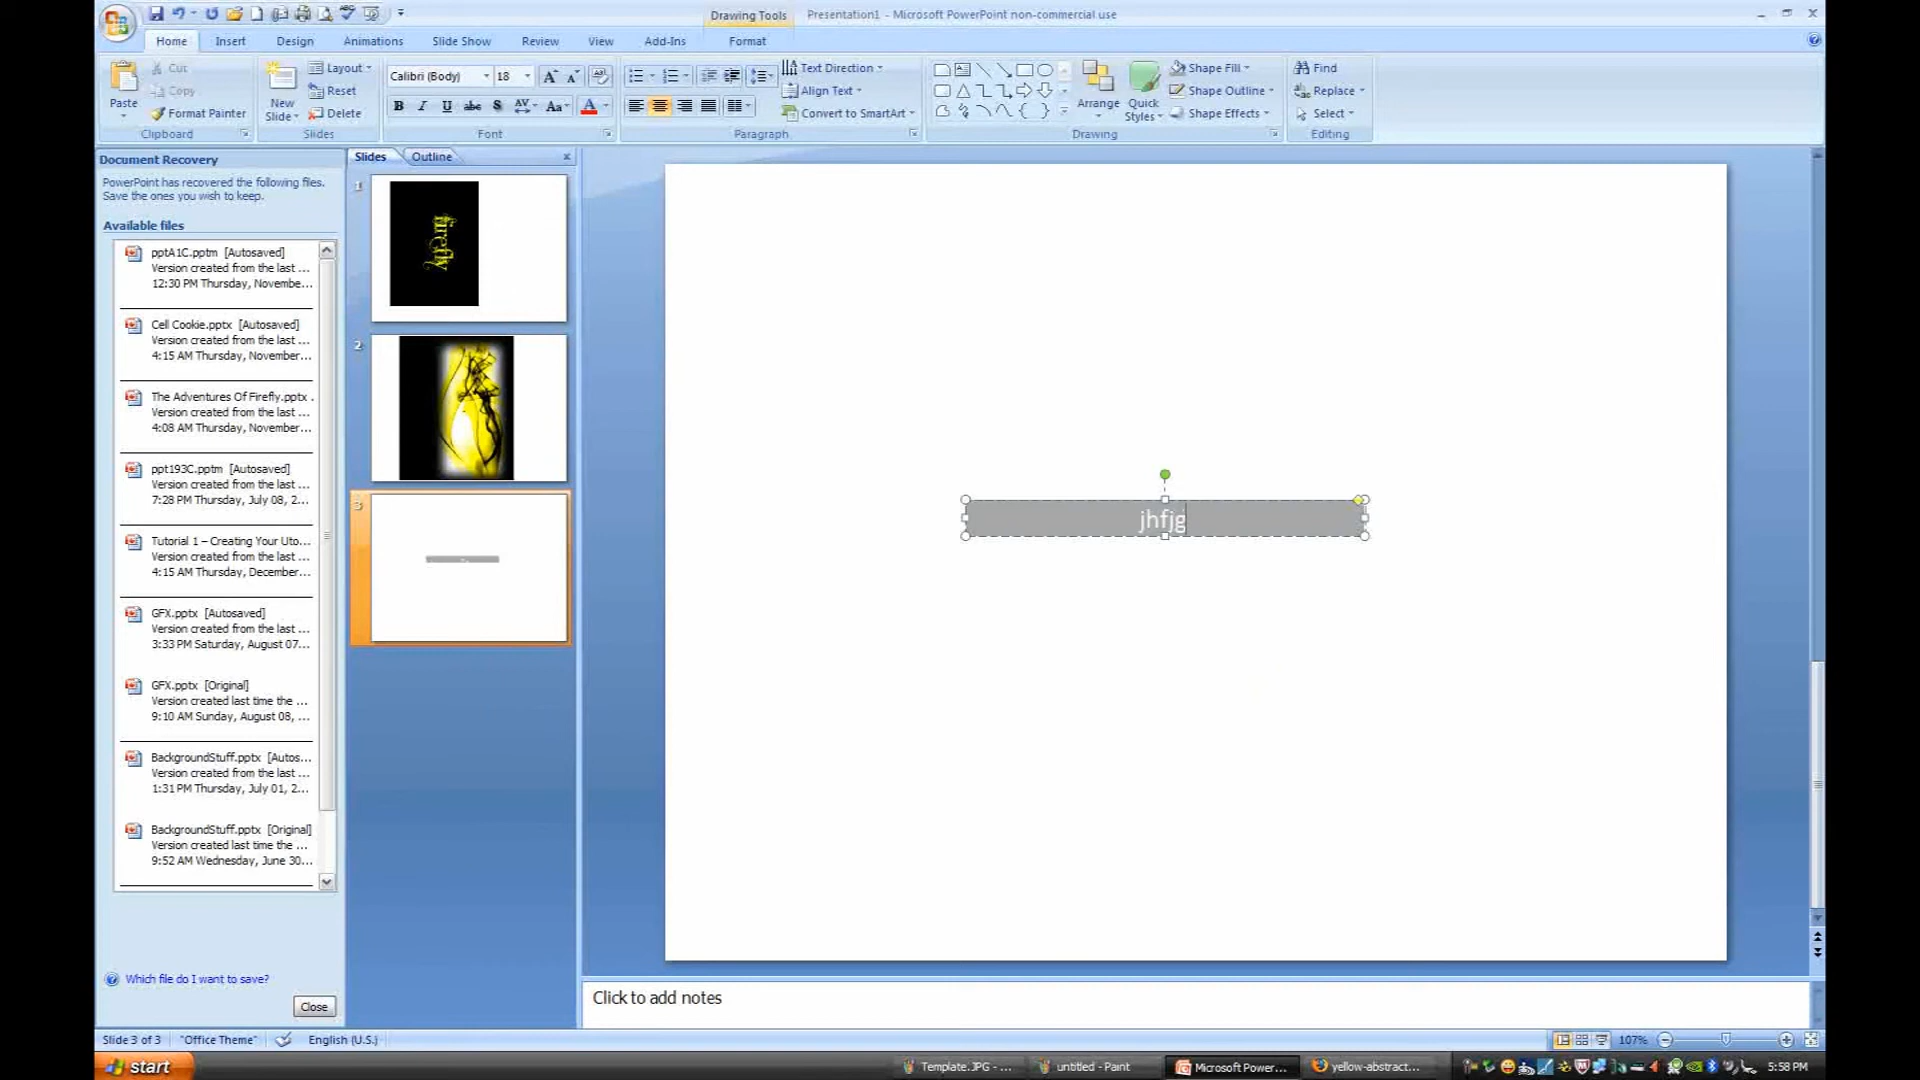 Drawing Tools
Presentation1 - Microsoft PowerPoint non-commercial use
Home Insert Design Animations Slide Show Review View Add-Ins Format
Paste
Cut
Copy
Format Painter
Clipboard
New
Slide
Layout
Reset
Delete
Slides
Calibri (Body) 18
B I U abc S AV Aa A
Font
Text Direction
Align Text
Convert to SmartArt
Paragraph
Arrange
Quick
Styles
Shape Fill
Shape Outline
Shape Effects
Drawing
Find
Replace
Select
Editing
Document Recovery
PowerPoint has recovered the following files.
Save the ones you wish to keep.
Available files
pptA1C.pptm [Autosaved]
Version created from the last ...
12:30 PM Thursday, Novembe...
Cell Cookie.pptx [Autosaved]
Version created from the last ...
4:15 AM Thursday, November...
The Adventures Of Firefly.pptx .
Version created from the last ...
4:08 AM Thursday, November...
ppt193C.pptm [Autosaved]
Version created from the last ...
7:28 PM Thursday, July 08, 2...
Tutorial 1 – Creating Your Uto...
Version created from the last ...
4:15 AM Thursday, December...
GFX.pptx [Autosaved]
Version created from the last ...
3:33 PM Saturday, August 07...
GFX.pptx [Original]
Version created last time the ...
9:10 AM Sunday, August 08, ...
BackgroundStuff.pptx [Autos...
Version created from the last ...
1:31 PM Thursday, July 01, 2...
BackgroundStuff.pptx [Original]
Version created last time the ...
9:52 AM Wednesday, June 30...
Which file do I want to save?
Close
Slides Outline
1
firefly
2
3
jhfjg
Click to add notes
Slide 3 of 3 "Office Theme" English (U.S.)
107%
start
Template.JPG - ...
untitled - Paint
Microsoft Power...
yellow-abstract...
5:58 PM